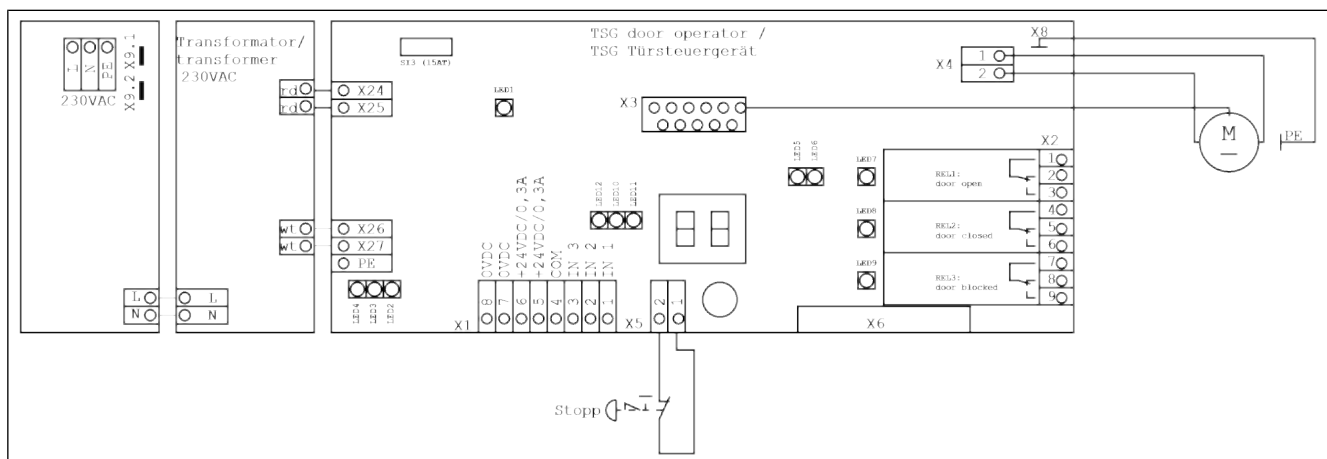 L
N
PE
230VAC
X9.1
X9.2
L
N
Transformator/
transformer
230VAC
rd
rd
wt
wt
L
N
TSG door operator /
TSG Türsteuergerät
SI3 (15AT)
X24
X25
X26
X27
PE
LED1
LED4
LED3
LED2
X1
0VDC
0VDC
+24VDC/0,3A
+24VDC/0,3A
COM
IN 3
IN 2
IN 1
8
7
6
5
4
3
2
1
LED12
LED10
LED11
X5
2
1
Stopp
X3
X4
1
2
X8
M
PE
LED5
LED6
LED7
LED8
LED9
X2
REL1:
door open
REL2:
door closed
REL3:
door blocked
1
2
3
4
5
6
7
8
9
X6